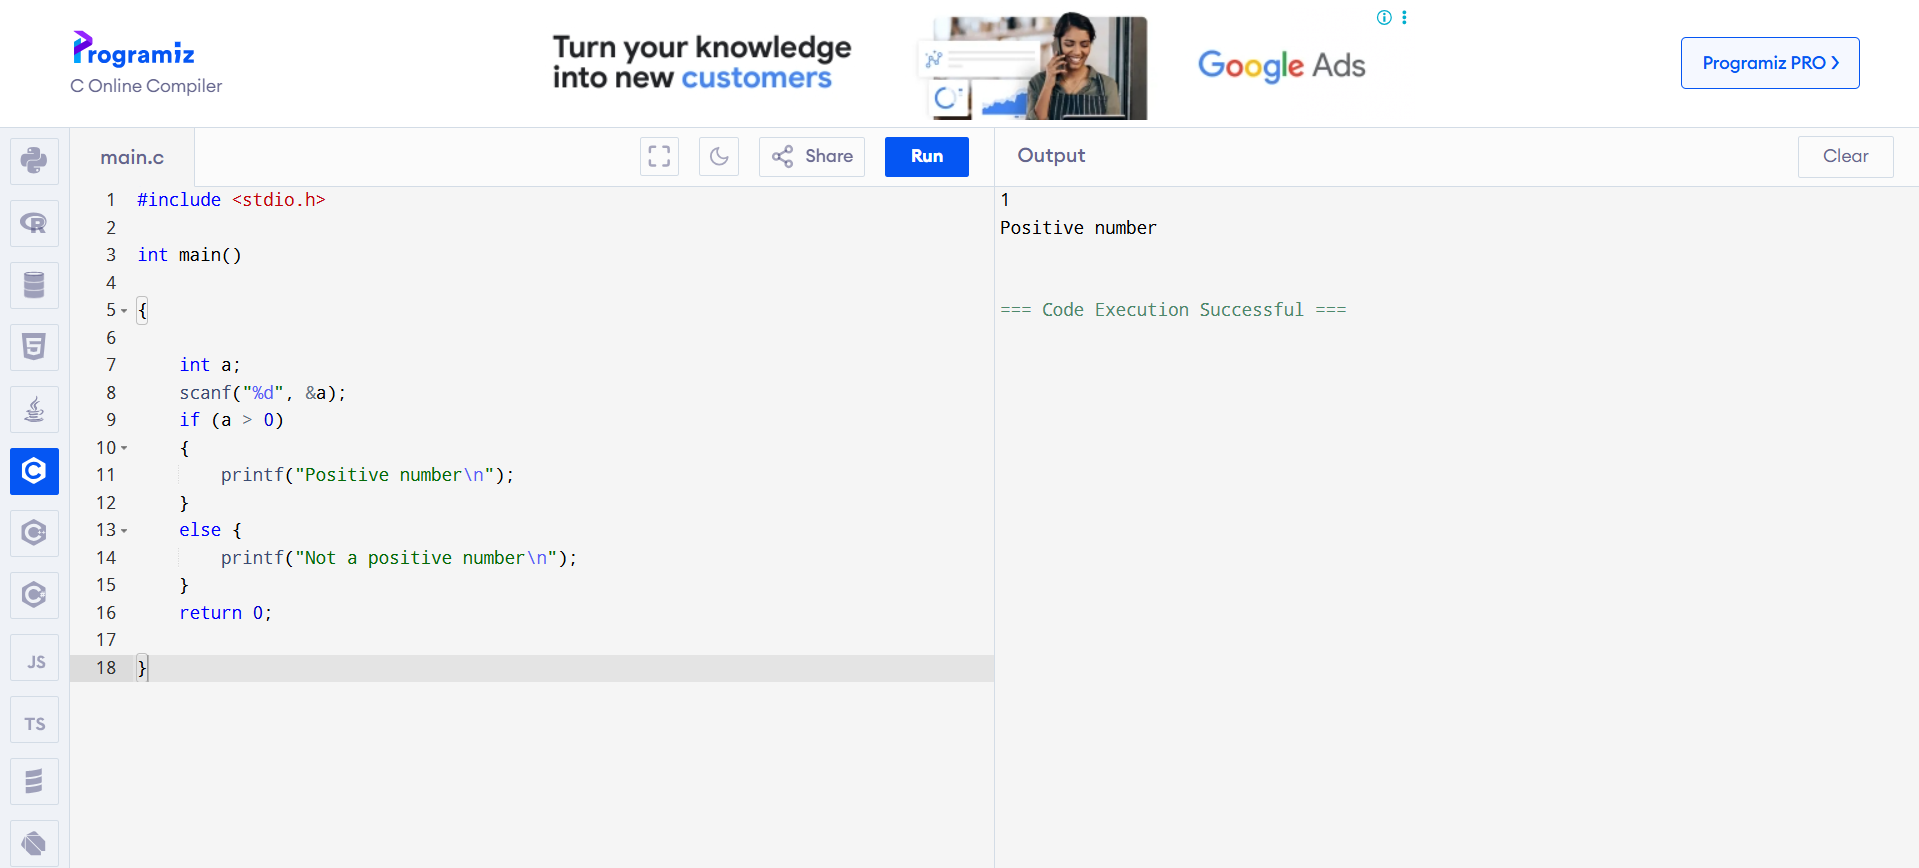 Programiz
C Online Compiler
Turn your knowledge
into new customers
Google Ads
Programiz PRO >
main.c
Share
Run
Output
Clear
1 #include <stdio.h>
2
3 int main()
4
5 {
6
7     int a;
8     scanf("%d", &a);
9     if (a > 0)
10     {
11         printf("Positive number\n");
12     }
13     else {
14         printf("Not a positive number\n");
15     }
16     return 0;
17
18 }
1
Positive number
=== Code Execution Successful ===
R
5
C
C
C
JS
TS